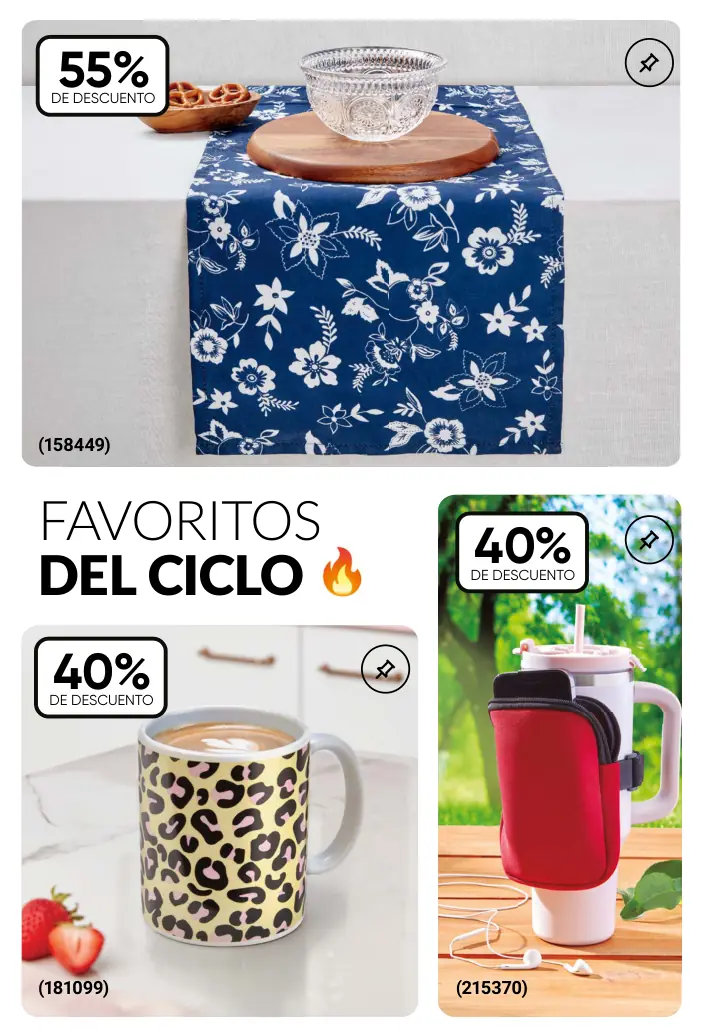 55%
DE DESCUENTO
(158449)
FAVORITOS
DEL CICLO 🔥
40%
DE DESCUENTO
(181099)
40%
DE DESCUENTO
(215370)